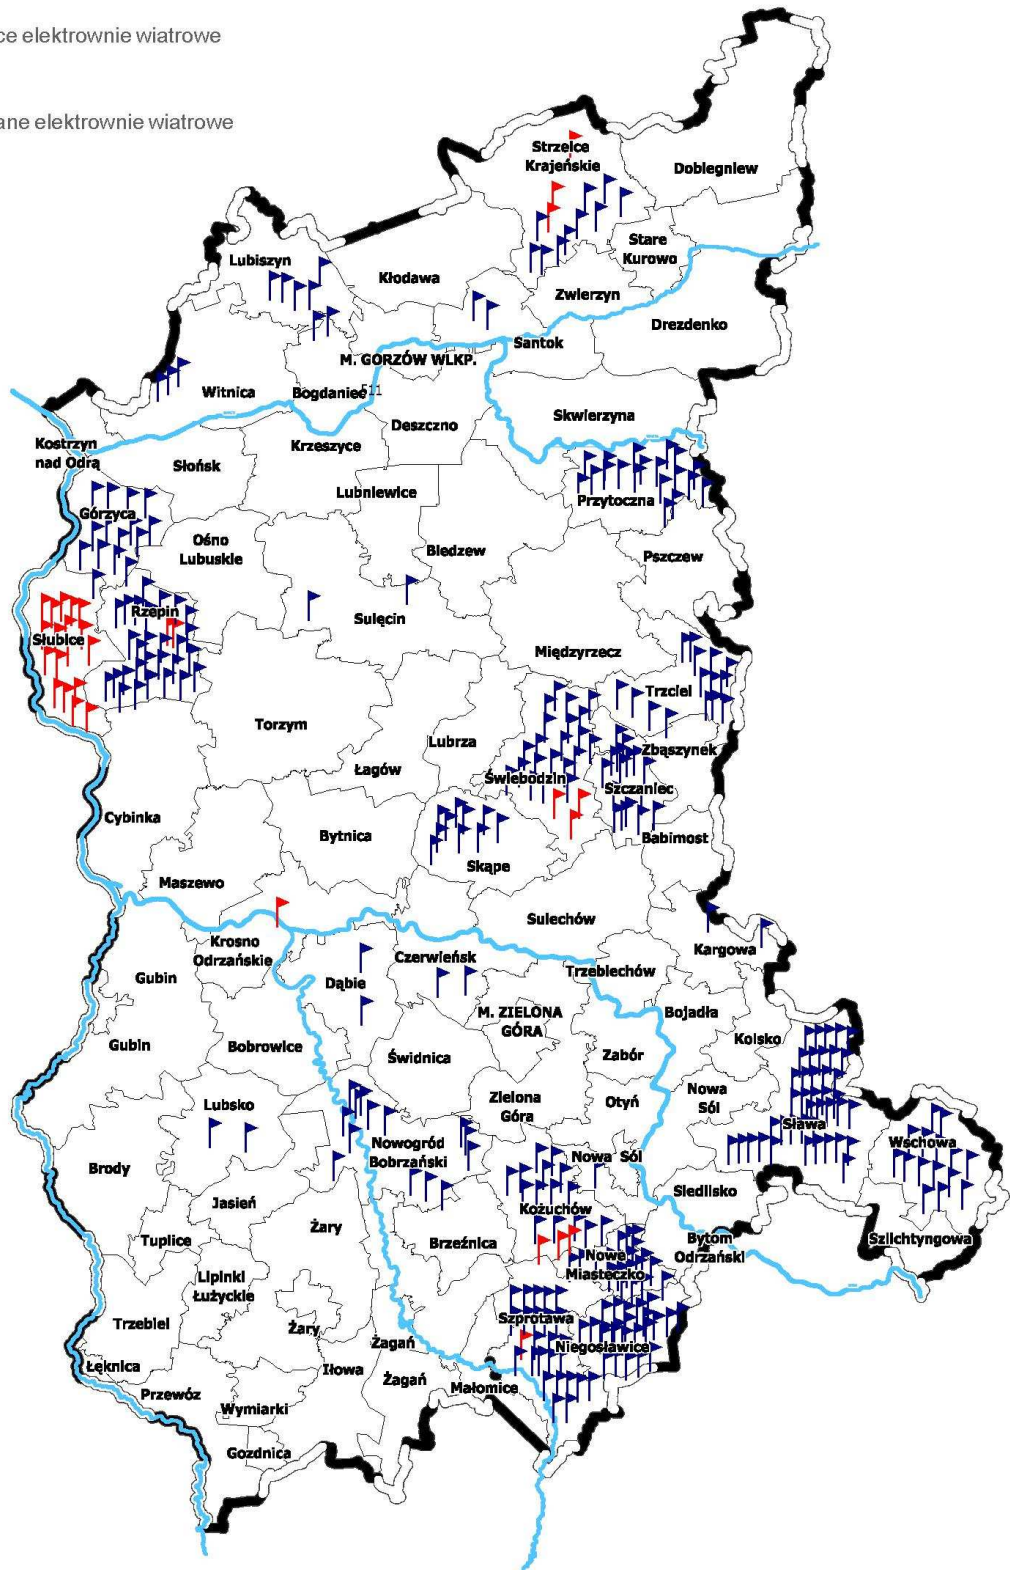 ce elektrownie wiatrowe
ane elektrownie wiatrowe
Strzelce
Krajeńskie
Dobiegniew
Stare
Kurowo
Lubiszyn
Kłodawa
Zwierzyn
Drezdenko
Santok
M. GORZÓW WLKP.
Witnica
Bogdaniec
511
Skwierzyna
Deszczno
Kostrzyn
nad Odrą
Krzeszyce
Słońsk
Lubniewice
Przytoczna
Górzyca
Ośno
Lubuskie
Bledzew
Pszczew
Rzepin
Sulęcin
Słubice
Międzyrzecz
Trzciel
Torzym
Lubrza
Zbąszynek
Łagów
Świebodzin
Szczaniec
Cybinka
Bytnica
Babimost
Skąpe
Maszewo
Sulechów
Krosno
Odrzańskie
Kargowa
Czerwieńsk
Trzebiechów
Gubin
Dąbie
M. ZIELONA
GÓRA
Bojadła
Gubin
Bobrowice
Świdnica
Zabór
Kolsko
Zielona
Góra
Otyń
Nowa
Sól
Lubsko
Sława
Nowogród
Bobrzański
Wschowa
Nowa Sól
Brody
Siedlisko
Jasień
Kożuchów
Żary
Tuplice
Brzeźnica
Bytom
Odrzański
Szlichtyngowa
Nowe
Miasteczko
Lipinki
Łużyckie
Trzebiel
Szprotawa
Żary
Żagań
Niegosławice
Łęknica
Iłowa
Żagań
Małomice
Przewóz
Wymiarki
Gozdnica